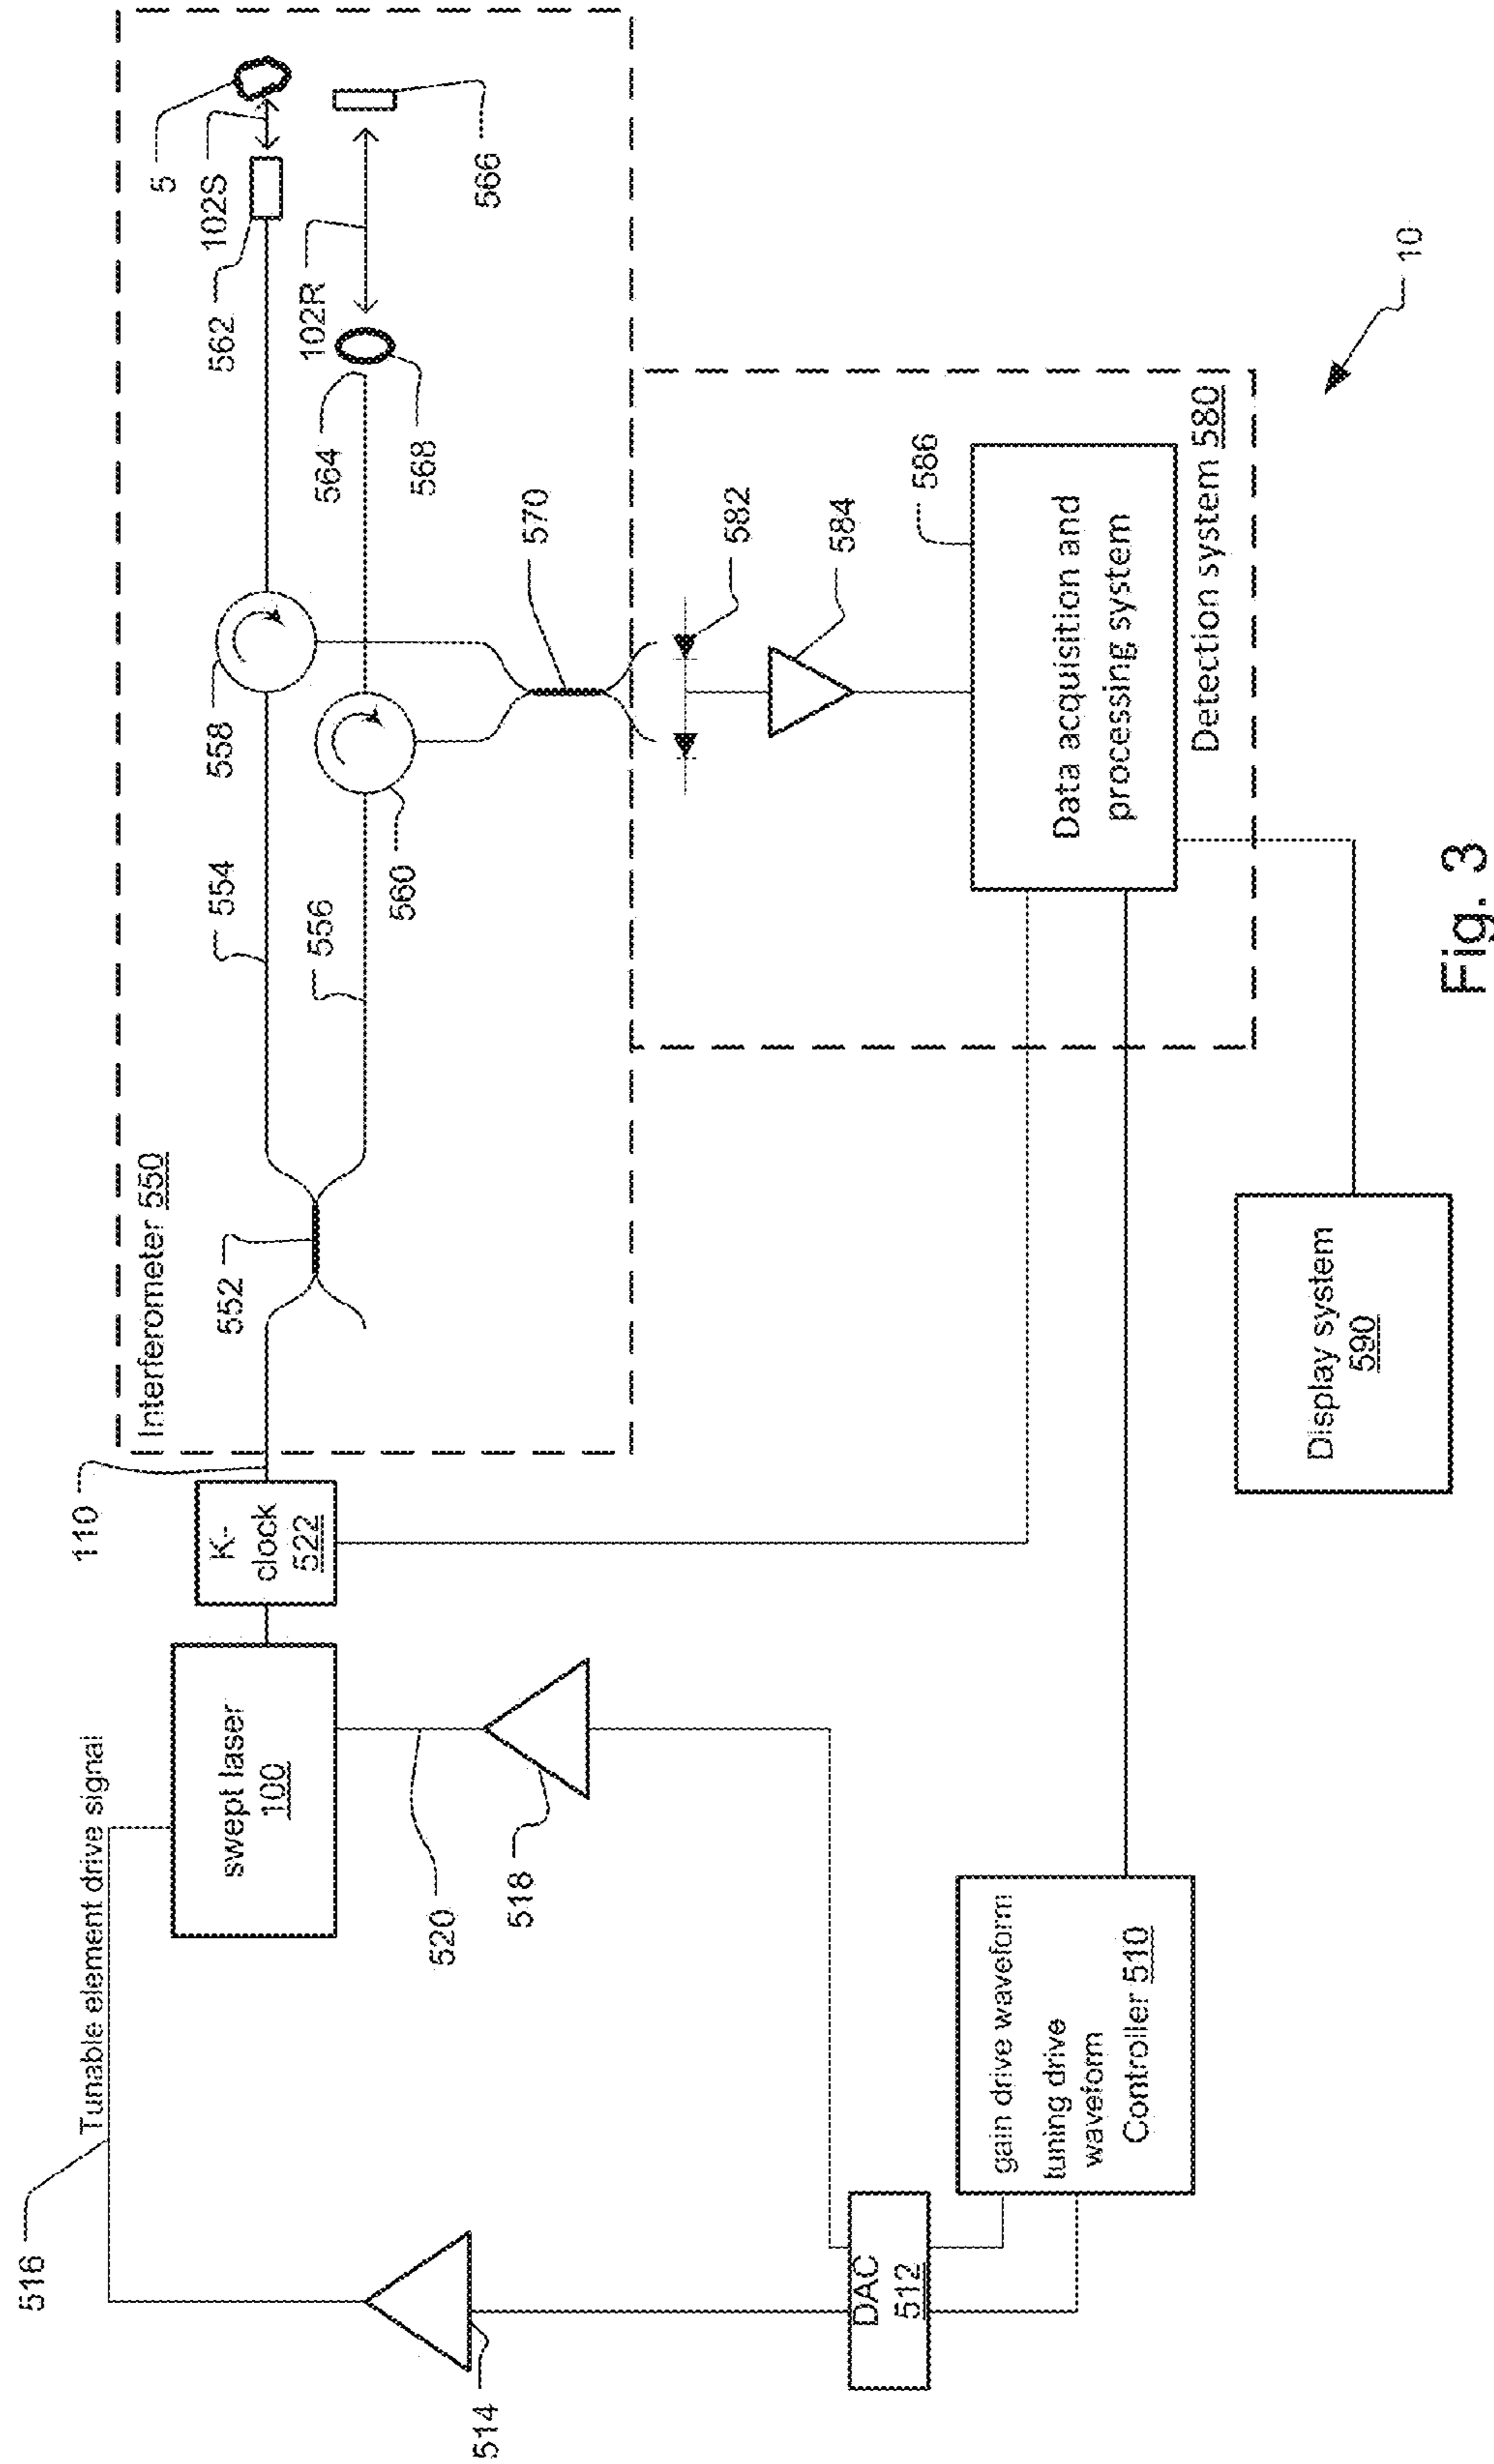 516
Tunable element drive signal
514
swept laser
100
520
518
DAC
512
gain drive waveform
tuning drive
waveform
Controller 510
110
K-
clock
522
Interferometer 550
552
554
556
558
560
562
102S
5
102R
564
568
566
570
582
584
586
Data acquisition and
processing system
Detection system 580
Display system
590
10
Fig. 3